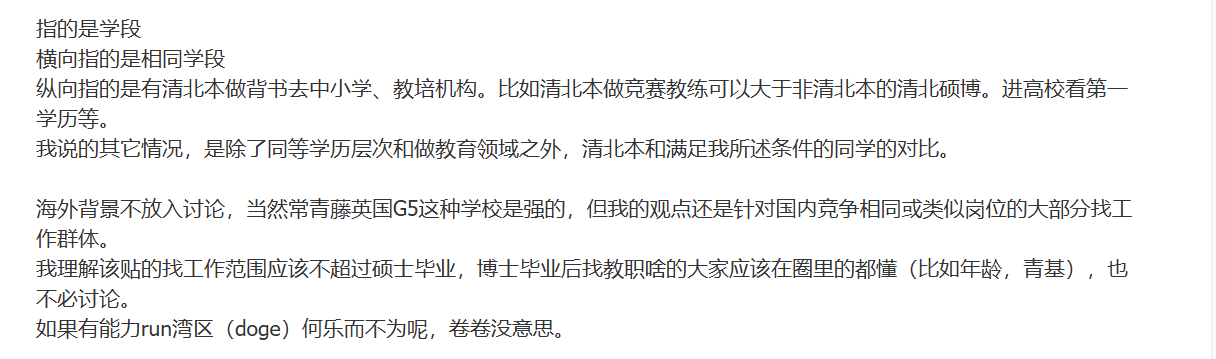 指的是学段
横向指的是相同学段
纵向指的是有清北本做背书去中小学、教培机构。比如清北本做竞赛教练可以大于非清北本的清北硕博。进高校看第一
学历等。
我说的其它情况，是除了同等学历层次和做教育领域之外，清北本和满足我所述条件的同学的对比。
海外背景不放入讨论，当然常青藤英国G5这种学校是强的，但我的观点还是针对国内竞争相同或类似岗位的大部分找工
作群体。
我理解该贴的找工作范围应该不超过硕士毕业，博士毕业后找教职啥的大家应该在圈里的都懂（比如年龄，青基），也
不必讨论。
如果有能力run湾区（doge）何乐而不为呢，卷卷没意思。